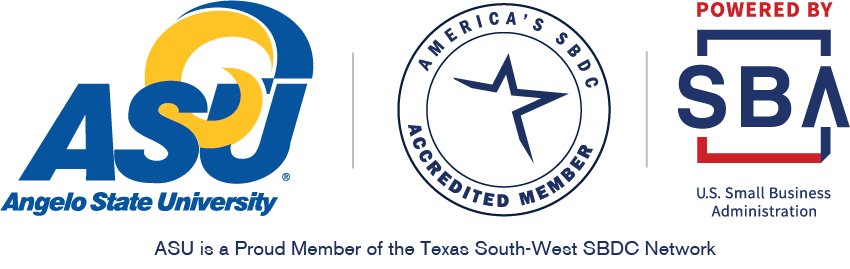 ASU
Angelo State University
®
AMERICA'S SBDC
ACCREDITED MEMBER
POWERED BY
SBA
U.S. Small Business
Administration
ASU is a Proud Member of the Texas South-West SBDC Network